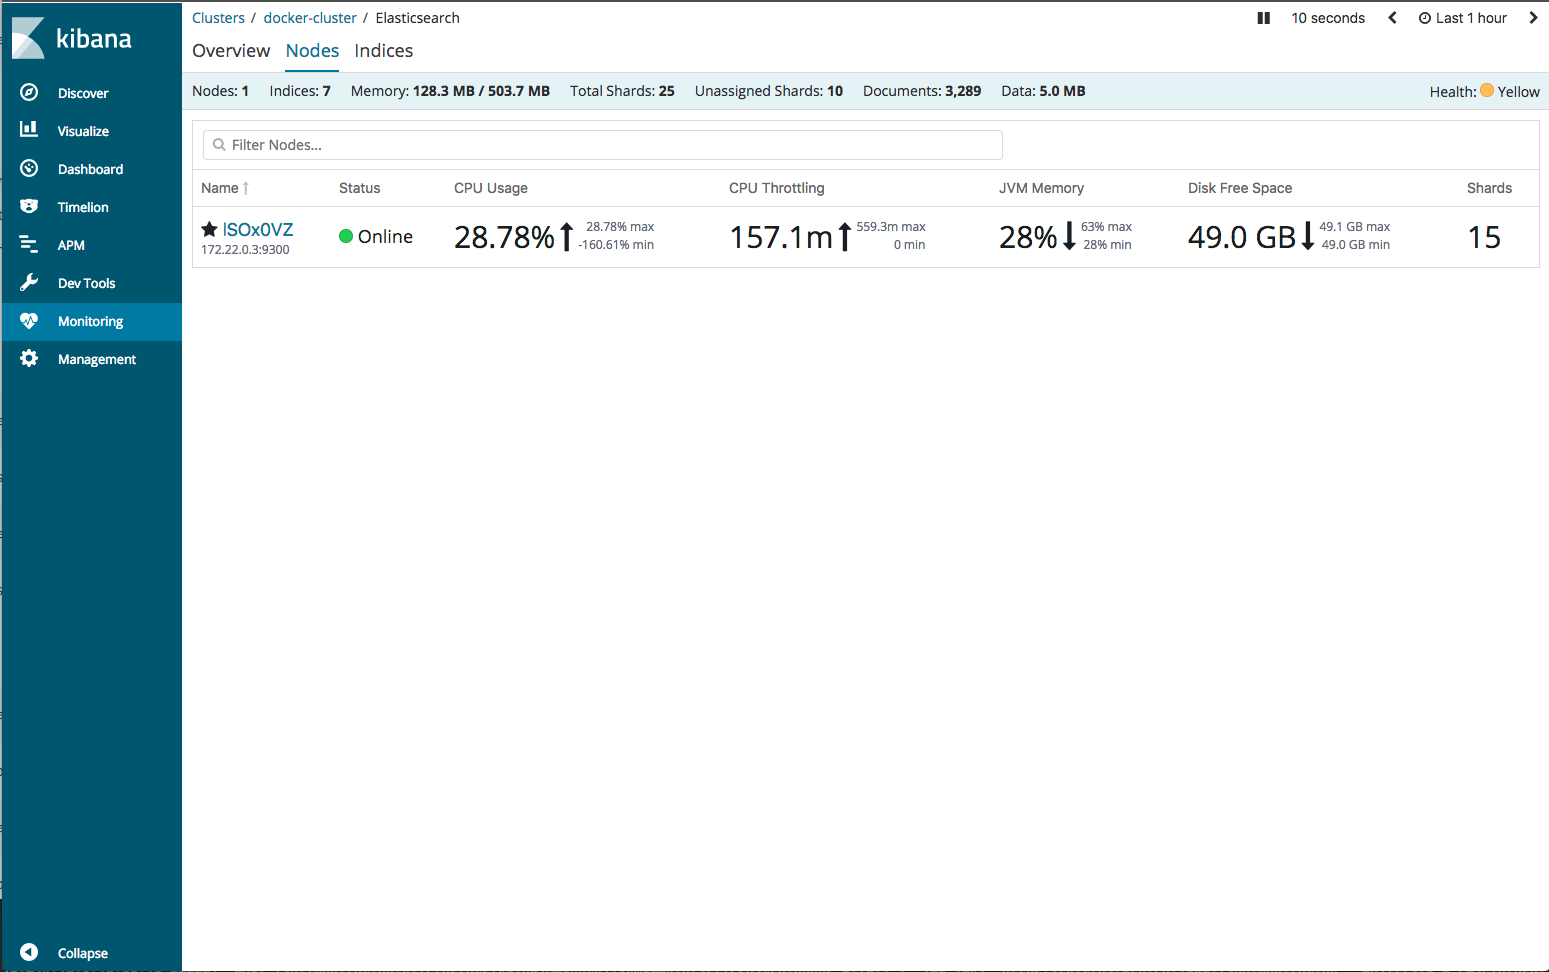 kibana
Discover
Visualize
Dashboard
Timelion
APM
Dev Tools
Monitoring
Management
Collapse
Clusters / docker-cluster / Elasticsearch
10 seconds Last 1 hour
Overview Nodes Indices
Nodes: 1 Indices: 7 Memory: 128.3 MB / 503.7 MB Total Shards: 25 Unassigned Shards: 10 Documents: 3,289 Data: 5.0 MB Health: Yellow
Filter Nodes...
Name Status CPU Usage CPU Throttling JVM Memory Disk Free Space Shards
lSOx0VZ
172.22.0.3:9300
Online
28.78%
28.78% max
-160.61% min
157.1m
559.3m max
0 min
28%
63% max
28% min
49.0 GB
49.1 GB max
49.0 GB min
15